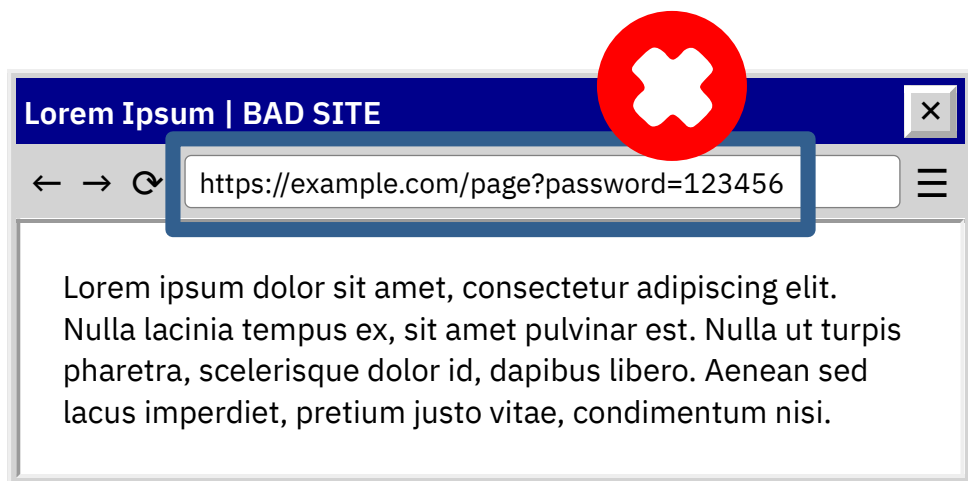 Lorem Ipsum | BAD SITE
https://example.com/page?password=123456
Lorem ipsum dolor sit amet, consectetur adipiscing elit.
Nulla lacinia tempus ex, sit amet pulvinar est. Nulla ut turpis
pharetra, scelerisque dolor id, dapibus libero. Aenean sed
lacus imperdiet, pretium justo vitae, condimentum nisi.